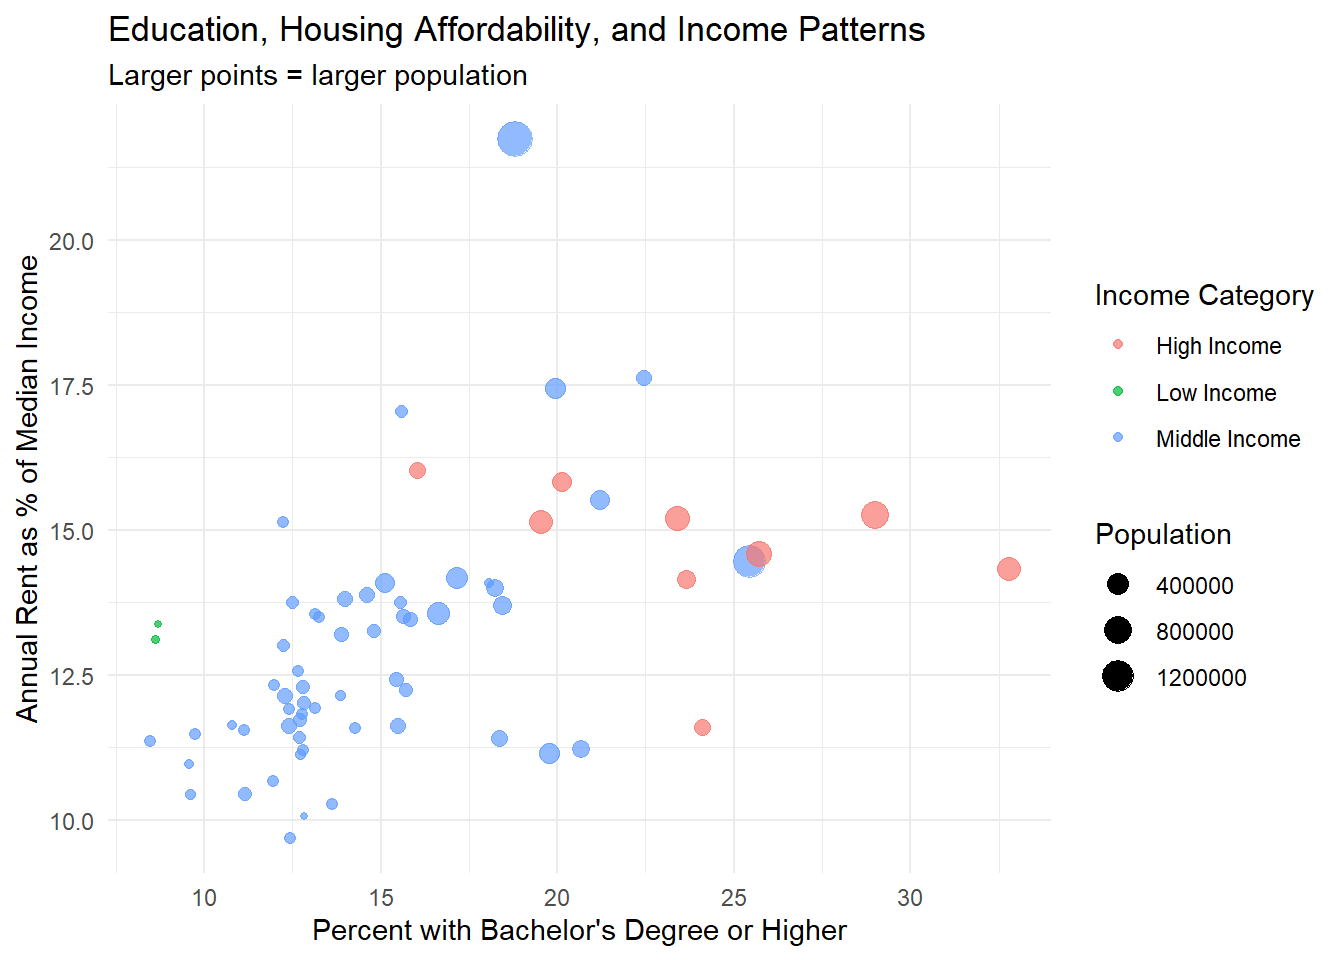 Education, Housing Affordability, and Income Patterns
Larger points = larger population
Annual Rent as % of Median Income
20.0
17.5
15.0
12.5
10.0
10 15 20 25 30
Percent with Bachelor's Degree or Higher
Income Category
High Income
Low Income
Middle Income
Population
400000
800000
1200000